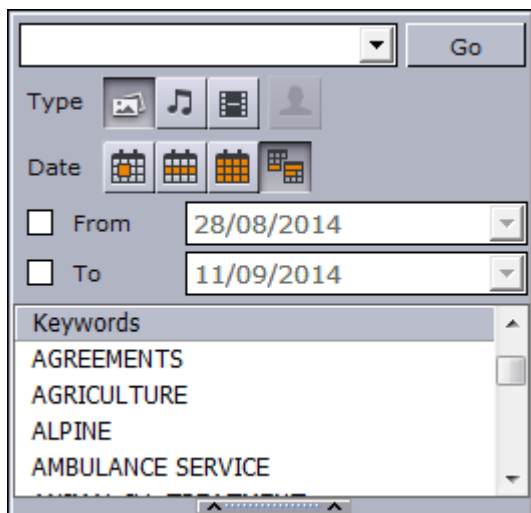 Go
Type
Date
From 28/08/2014
To 11/09/2014
Keywords
AGREEMENTS
AGRICULTURE
ALPINE
AMBULANCE SERVICE